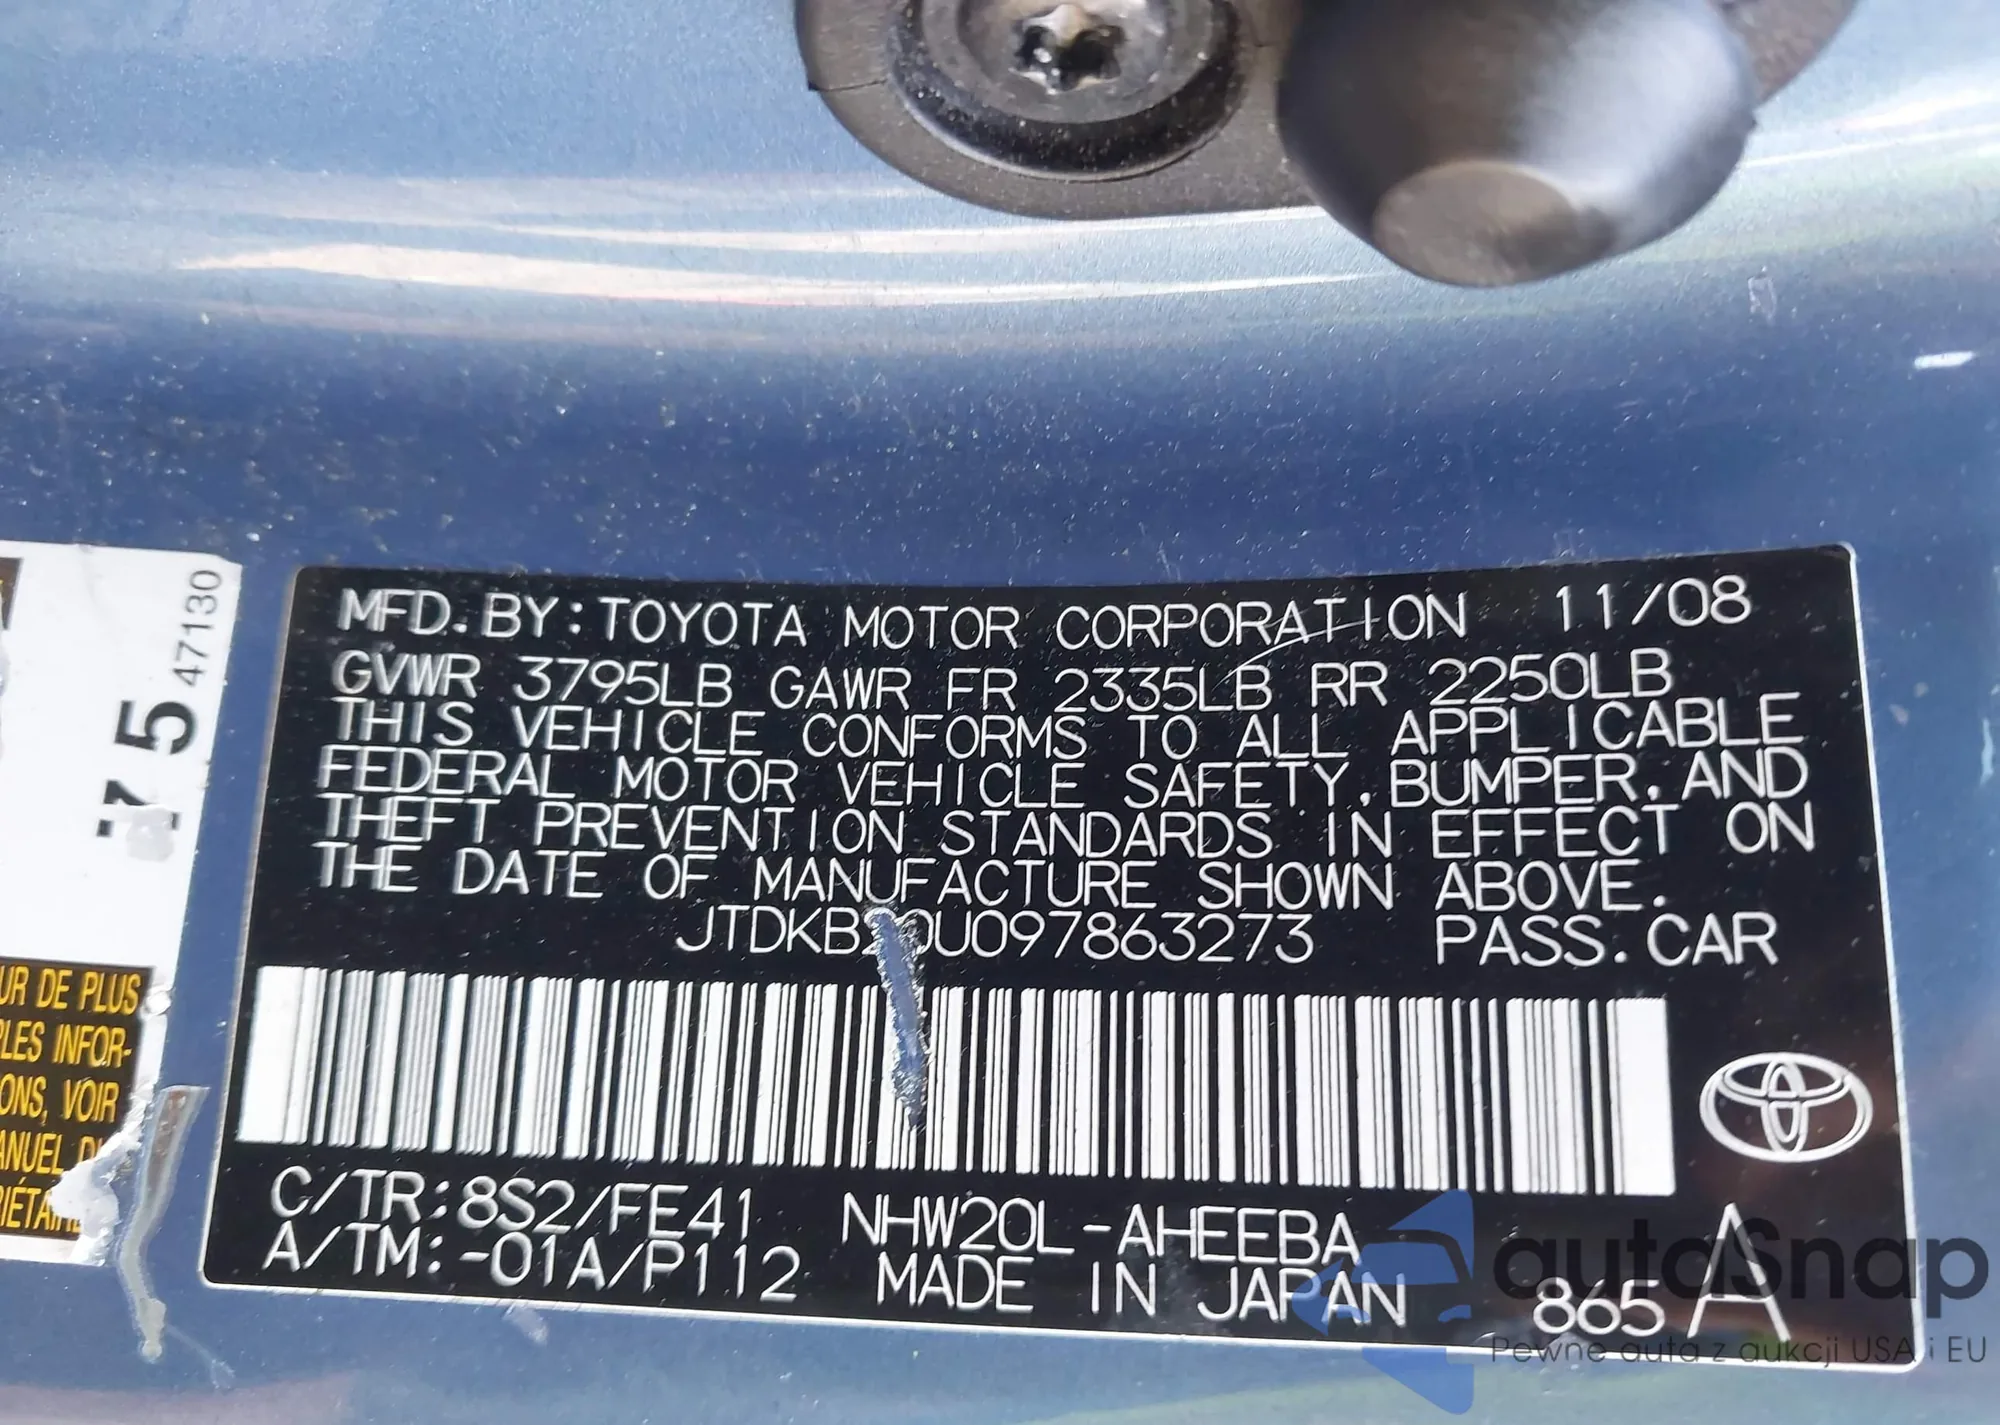 MFD.BY:TOYOTA MOTOR CORPORATION 11/08
GVWR 3795LB GAWR FR 2335LB RR 2250LB
THIS VEHICLE CONFORMS TO ALL APPLICABLE
FEDERAL MOTOR VEHICLE SAFETY, BUMPER, AND
THEFT PREVENTION STANDARDS IN EFFECT ON
THE DATE OF MANUFACTURE SHOWN ABOVE.
PASS.CAR
C/TR:8S2/FE41 NHW20L-AHEEBA
A/TM:-01A/P112 MADE IN JAPAN 865 A
47130
UR DE PLUS
PLES INFOR-
ONS, VOIR
ANUEL
autoSnap
Pewne auta z aukcji USA i EU